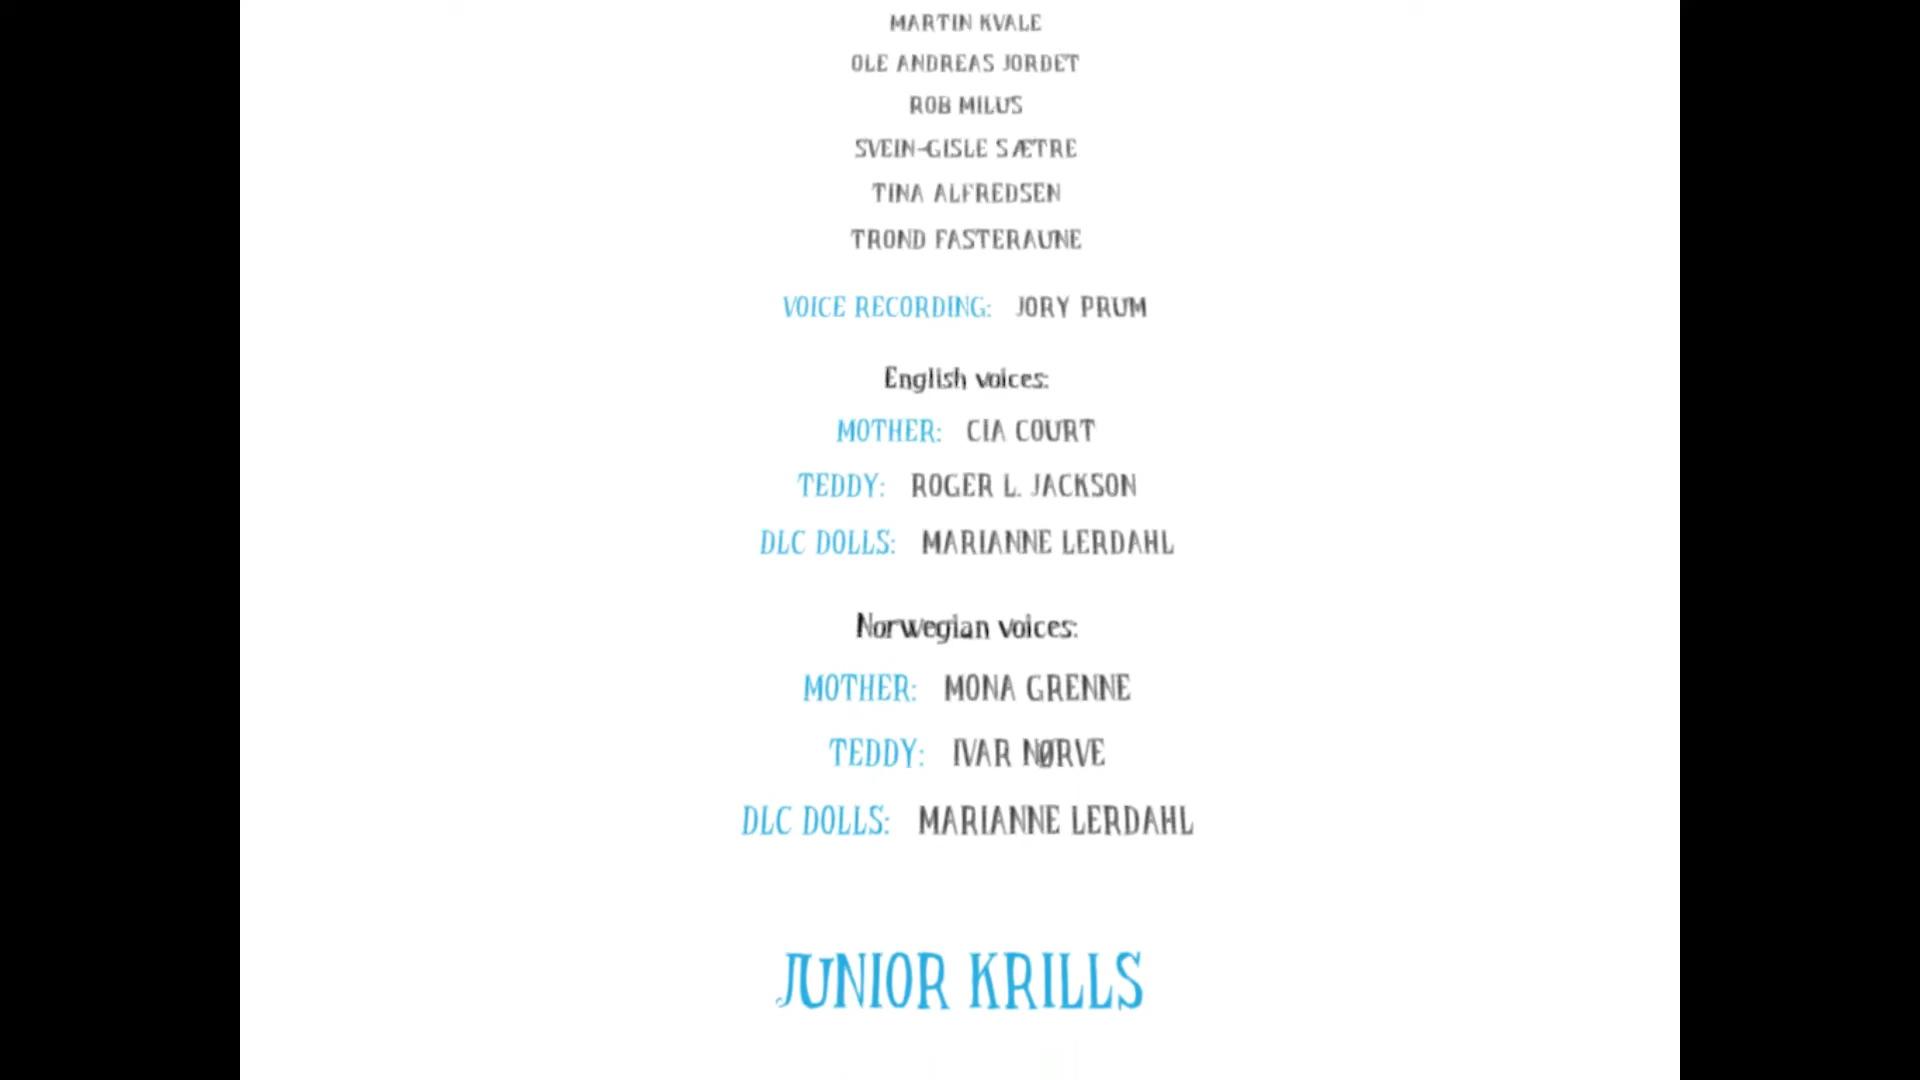 MARTIN KVALE
OLE ANDREAS JORDET
ROB MILUS
SVEIN-GISLE SÆTRE
TINA ALFREDSEN
TROND FASTERAUNE
VOICE RECORDING: JORY PRUM
English voices:
MOTHER: CIA COURT
TEDDY: ROGER L. JACKSON
DLC DOLLS: MARIANNE LERDAHL
Norwegian voices:
MOTHER: MONA GRENNE
TEDDY: IVAR NØRVE
DLC DOLLS: MARIANNE LERDAHL
JUNIOR KRILLS